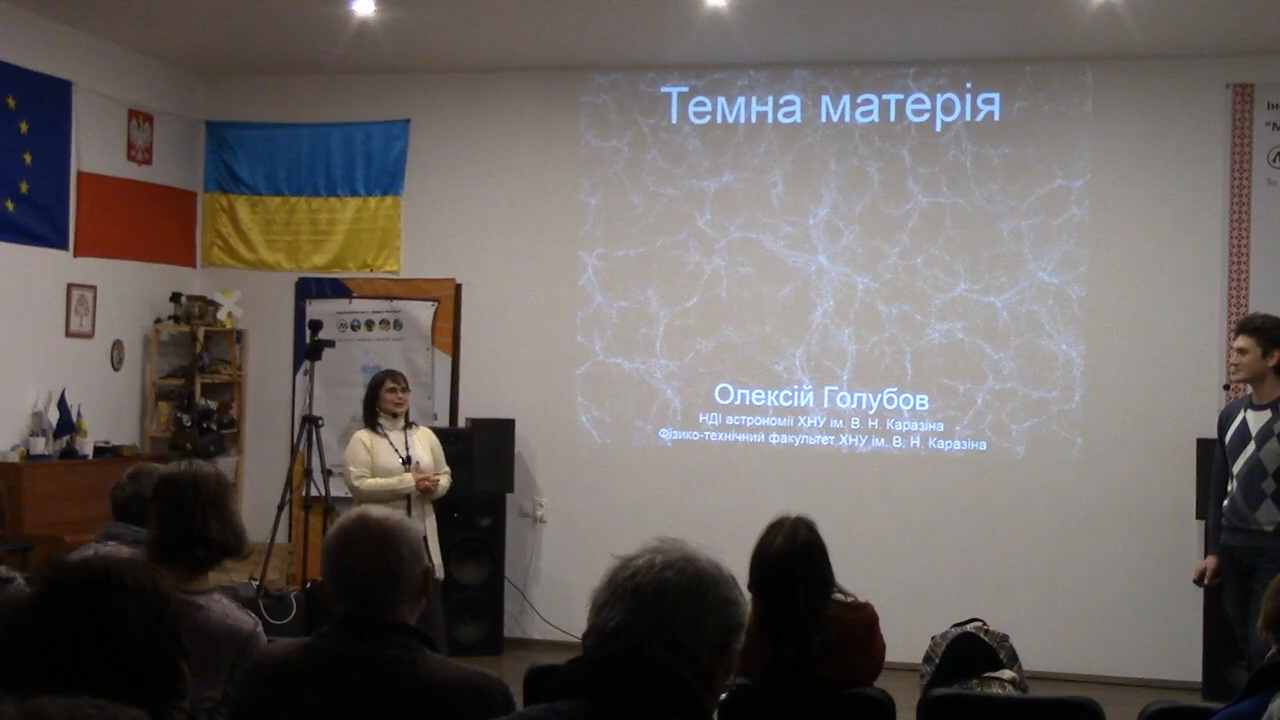 Темна матерія
Олексій Голубов
НДІ астрономії ХНУ ім. В. Н. Каразіна
Фізико-технічний факультет ХНУ ім. В. Н. Каразіна